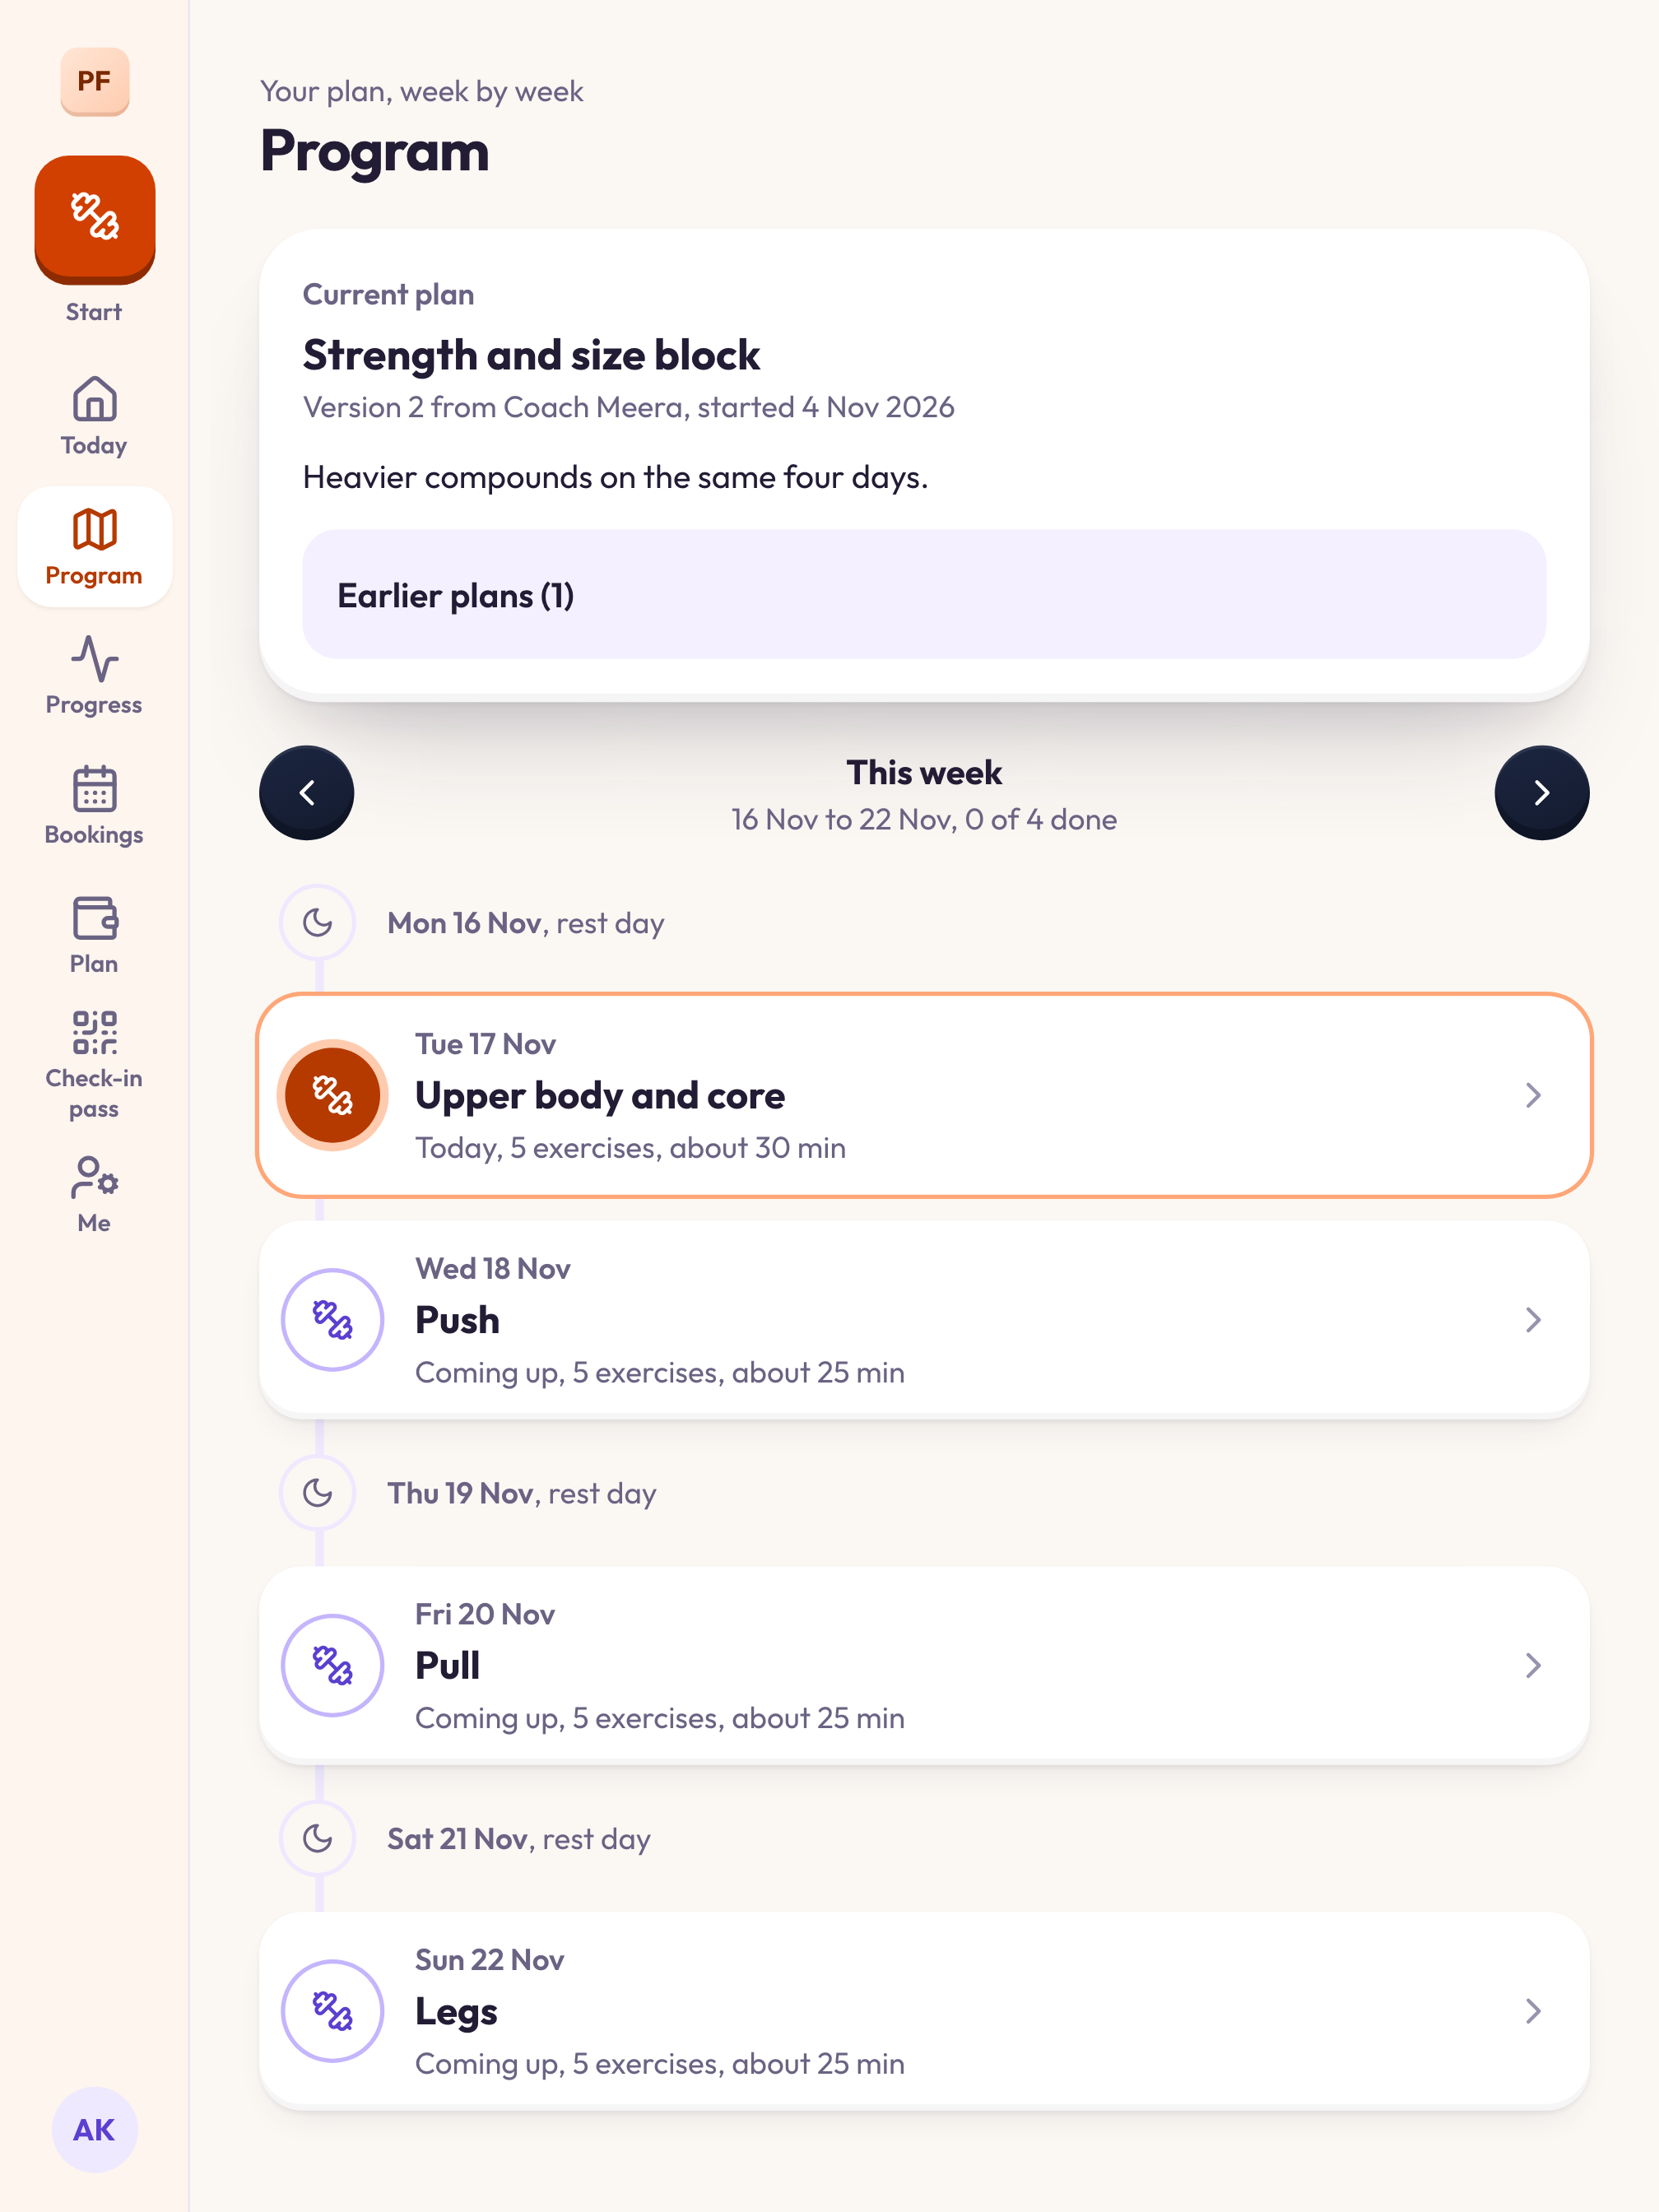 PF
Start
Today
Program
Progress
Bookings
Plan
Check-in
pass
Me
AK
Your plan, week by week
Program
Current plan
Strength and size block
Version 2 from Coach Meera, started 4 Nov 2026
Heavier compounds on the same four days.
Earlier plans (1)
This week
16 Nov to 22 Nov, 0 of 4 done
Mon 16 Nov, rest day
Tue 17 Nov
Upper body and core
Today, 5 exercises, about 30 min
Wed 18 Nov
Push
Coming up, 5 exercises, about 25 min
Thu 19 Nov, rest day
Fri 20 Nov
Pull
Coming up, 5 exercises, about 25 min
Sat 21 Nov, rest day
Sun 22 Nov
Legs
Coming up, 5 exercises, about 25 min